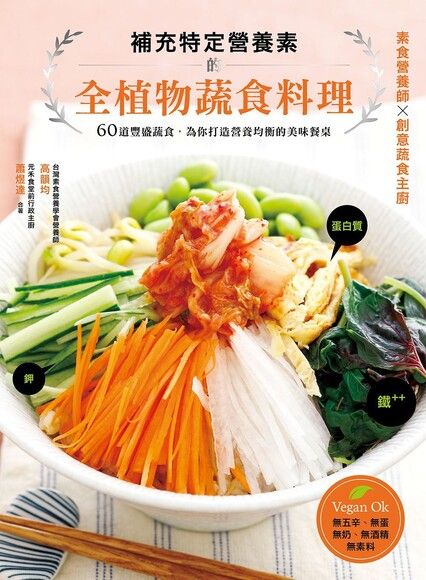 補充特定營養素
的
全植物蔬食料理
60道豐盛蔬食，為你打造營養均衡的美味餐桌
素食營養師×創意蔬食主廚
台灣素食營養學會營養師
高韻均
元禾食堂前行政主廚
蕭煜達
合著
蛋白質
鉀
鐵++
Vegan Ok
無五辛、無蛋
無奶、無酒精
無素料